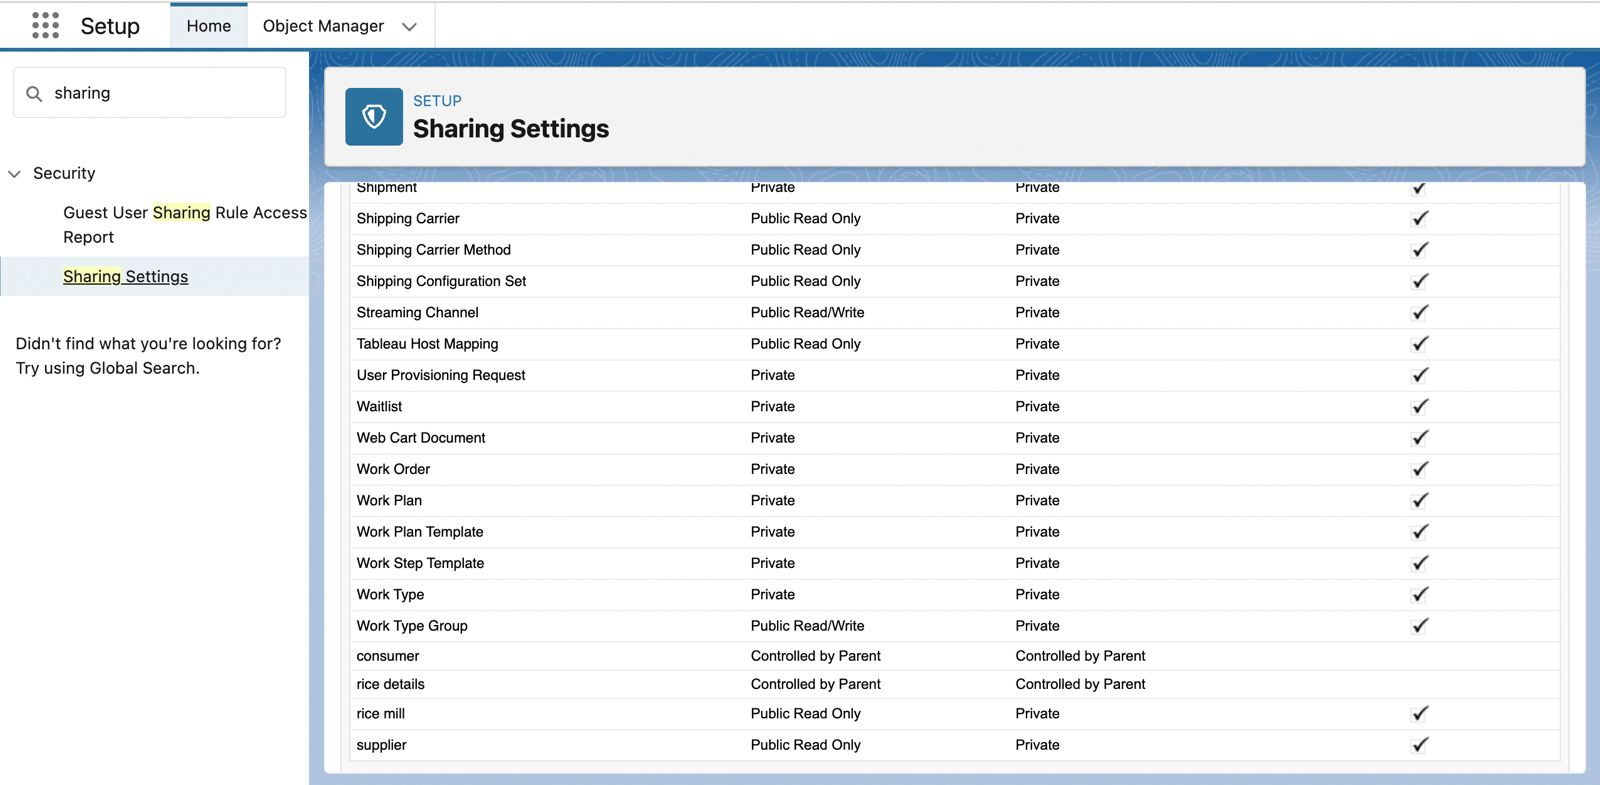 Setup Home Object Manager
sharing
Security
Guest User Sharing Rule Access
Report
Sharing Settings
Didn't find what you're looking for?
Try using Global Search.
SETUP
Sharing Settings
Shipment Private Private
Shipping Carrier Public Read Only Private
Shipping Carrier Method Public Read Only Private
Shipping Configuration Set Public Read Only Private
Streaming Channel Public Read/Write Private
Tableau Host Mapping Public Read Only Private
User Provisioning Request Private Private
Waitlist Private Private
Web Cart Document Private Private
Work Order Private Private
Work Plan Private Private
Work Plan Template Private Private
Work Step Template Private Private
Work Type Private Private
Work Type Group Public Read/Write Private
consumer Controlled by Parent Controlled by Parent
rice details Controlled by Parent Controlled by Parent
rice mill Public Read Only Private
supplier Public Read Only Private